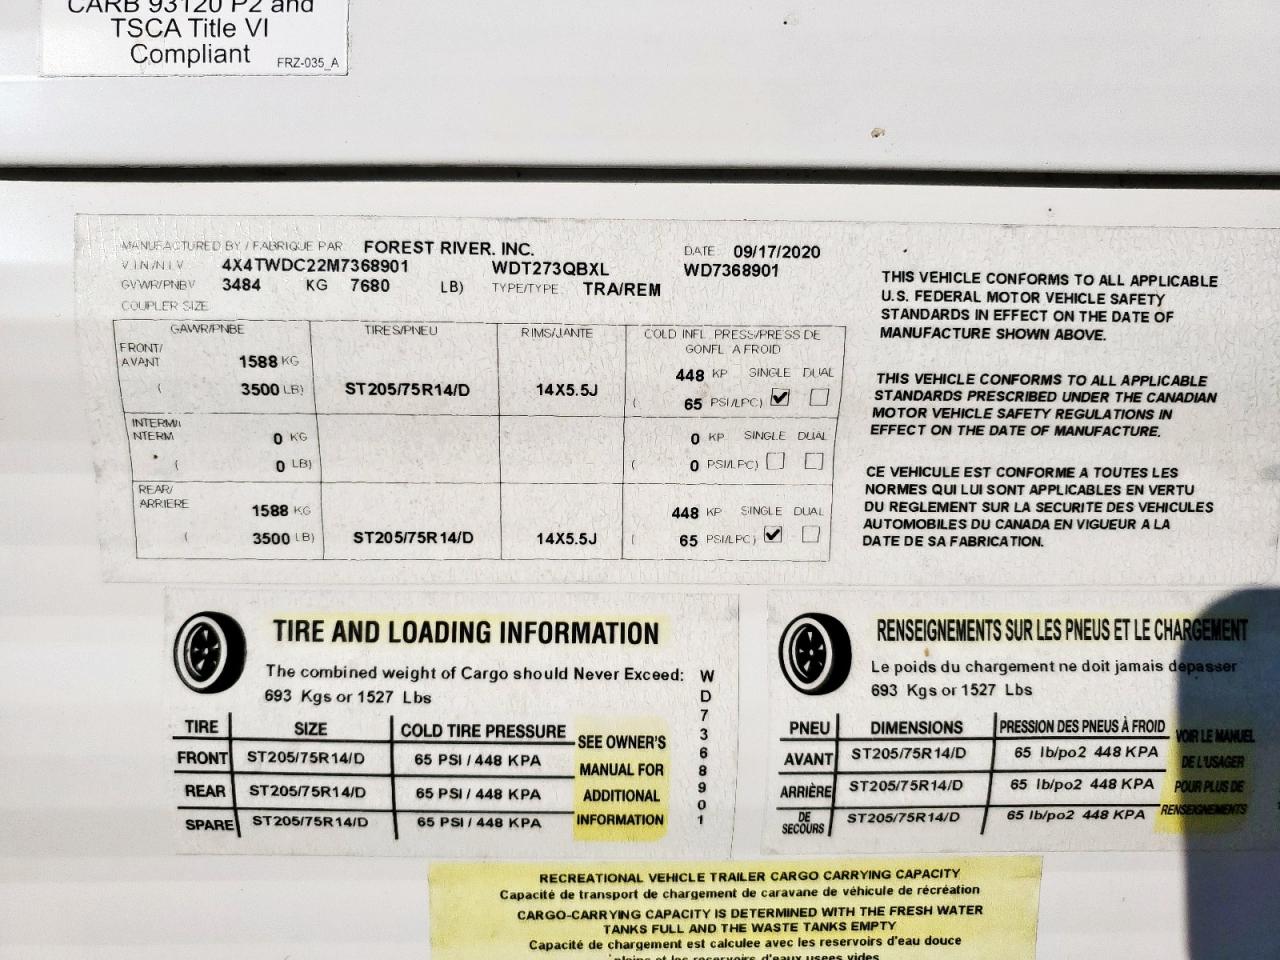 CARB 93120 P2 and
TSCA Title VI
Compliant
FRZ-035_A
MANUFACTURED BY / FABRIQUE PAR FOREST RIVER. INC. DATE 09/17/2020
V I N / N I V 4X4TWDC22M7368901 WDT273QBXL WD7368901
GVWR/PNBV 3484 KG 7680 LB) TYPE/TYPE TRA/REM
COUPLER SIZE
GAWR/PNBE TIRES/PNEU RIMS/JANTE COLD INFL PRESS/PRESS DE
GONFL A FROID
FRONT/
AVANT 1588 KG 448 KP SINGLE DUAL
( 3500 LB) ST205/75R14/D 14X5.5J ( 65 PSI/LPC)
INTERM/
INTERM 0 KG 0 KP SINGLE DUAL
( 0 LB) ( 0 PSI/LPC)
REAR/
ARRIERE 1588 KG 448 KP SINGLE DUAL
( 3500 LB) ST205/75R14/D 14X5.5J ( 65 PSI/LPC)
THIS VEHICLE CONFORMS TO ALL APPLICABLE
U.S. FEDERAL MOTOR VEHICLE SAFETY
STANDARDS IN EFFECT ON THE DATE OF
MANUFACTURE SHOWN ABOVE.
THIS VEHICLE CONFORMS TO ALL APPLICABLE
STANDARDS PRESCRIBED UNDER THE CANADIAN
MOTOR VEHICLE SAFETY REGULATIONS IN
EFFECT ON THE DATE OF MANUFACTURE.
CE VEHICULE EST CONFORME A TOUTES LES
NORMES QUI LUI SONT APPLICABLES EN VERTU
DU REGLEMENT SUR LA SECURITE DES VEHICULES
AUTOMOBILES DU CANADA EN VIGUEUR A LA
DATE DE SA FABRICATION.
TIRE AND LOADING INFORMATION
The combined weight of Cargo should Never Exceed:
693 Kgs or 1527 Lbs
TIRE SIZE COLD TIRE PRESSURE
FRONT ST205/75R14/D 65 PSI / 448 KPA
REAR ST205/75R14/D 65 PSI / 448 KPA
SPARE ST205/75R14/D 65 PSI / 448 KPA
SEE OWNER'S
MANUAL FOR
ADDITIONAL
INFORMATION
WD7368901
RENSEIGNEMENTS SUR LES PNEUS ET LE CHARGEMENT
Le poids du chargement ne doit jamais depasser
693 Kgs or 1527 Lbs
PNEU DIMENSIONS PRESSION DES PNEUS À FROID
AVANT ST205/75R14/D 65 lb/po2 448 KPA
ARRIÈRE ST205/75R14/D 65 lb/po2 448 KPA
DE
SECOURS ST205/75R14/D 65 lb/po2 448 KPA
VOIR LE MANUEL
DE L'USAGER
POUR PLUS DE
RENSEIGNEMENTS
RECREATIONAL VEHICLE TRAILER CARGO CARRYING CAPACITY
Capacité de transport de chargement de caravane de véhicule de récréation
CARGO-CARRYING CAPACITY IS DETERMINED WITH THE FRESH WATER
TANKS FULL AND THE WASTE TANKS EMPTY
Capacité de chargement est calculee avec les reservoirs d'eau douce
pleins et les reservoirs d'eaux usees vides